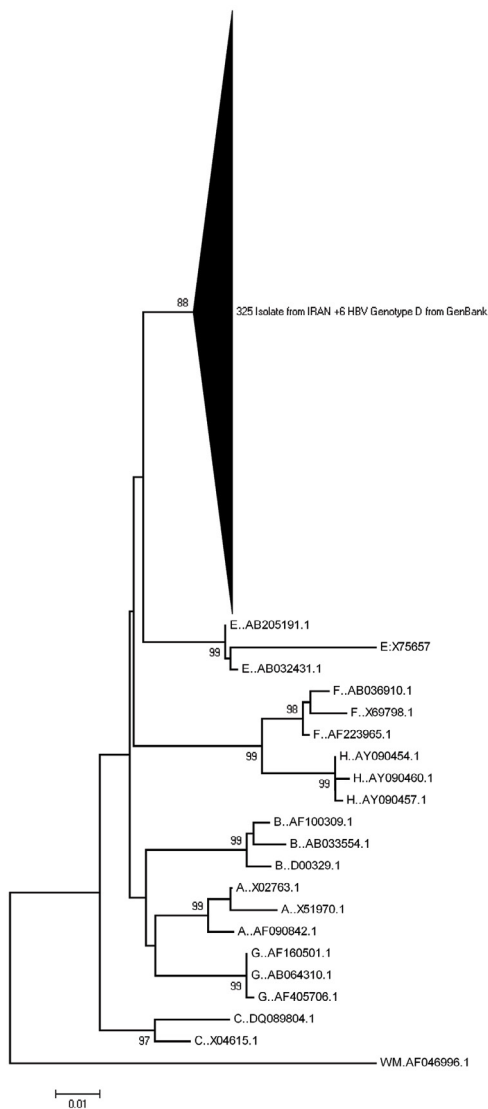 88
325 Isolate from IRAN +6 HBV Genotype D from GenBank
E..AB205191.1
99
E:X75657
E..AB032431.1
F..AB036910.1
98
F..X69798.1
F..AF223965.1
99
H..AY090454.1
99
H..AY090460.1
H..AY090457.1
B..AF100309.1
99
B..AB033554.1
B..D00329.1
A..X02763.1
99
A..X51970.1
A..AF090842.1
G..AF160501.1
G..AB064310.1
99
G..AF405706.1
C..DQ089804.1
97
C..X04615.1
WM.AF046996.1
0.01